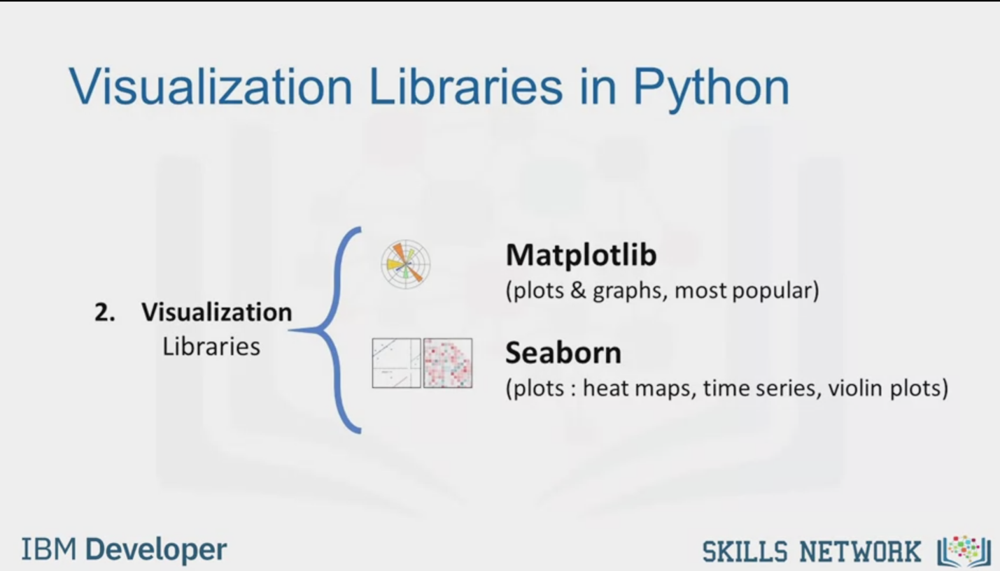 Visualization Libraries in Python
2. Visualization
Libraries
Matplotlib
(plots & graphs, most popular)
Seaborn
(plots : heat maps, time series, violin plots)
IBM Developer
SKILLS NETWORK